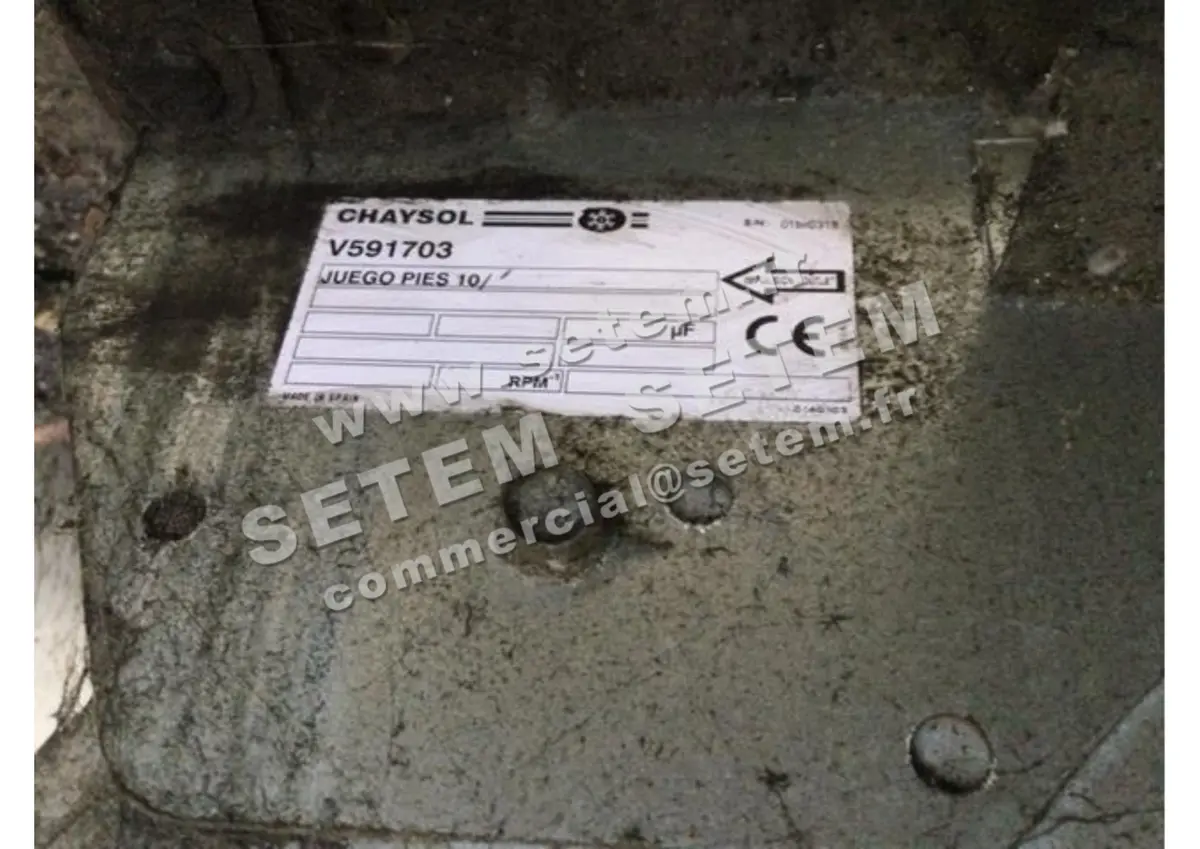 CHAYSOL
S/N:
V591703
JUEGO PIES 10/
CE
µF
RPM⁻¹
MADE IN SPAIN
www.setem.fr
SETEM SETEM
commercial@setem.fr